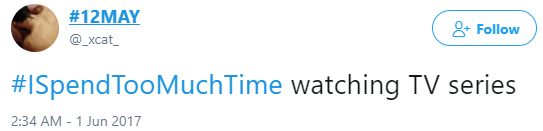 #12MAY
@_xcat_
Follow
#ISpendTooMuchTime watching TV series
2:34 AM - 1 Jun 2017